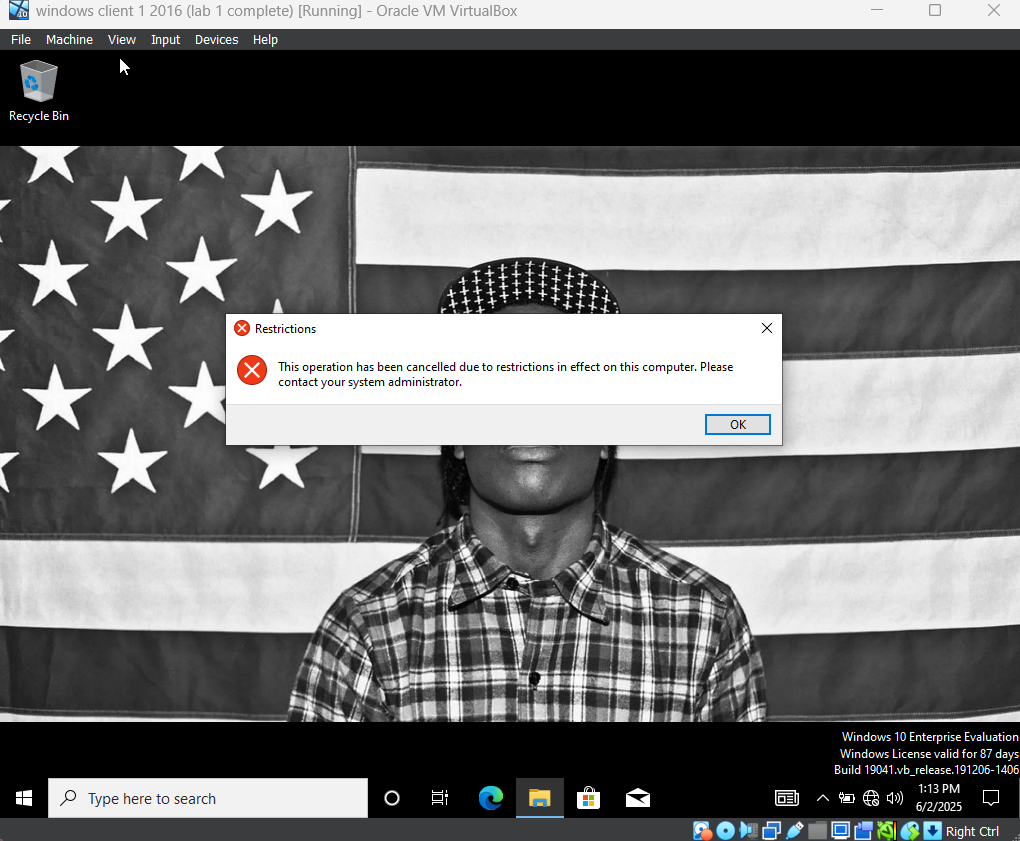 windows client 1 2016 (lab 1 complete) [Running] - Oracle VM VirtualBox
File Machine View Input Devices Help
Recycle Bin
Restrictions
This operation has been cancelled due to restrictions in effect on this computer. Please
contact your system administrator.
OK
Windows 10 Enterprise Evaluation
Windows License valid for 87 days
Build 19041.vb_release.191206-1406
Type here to search
1:13 PM
6/2/2025
Right Ctrl